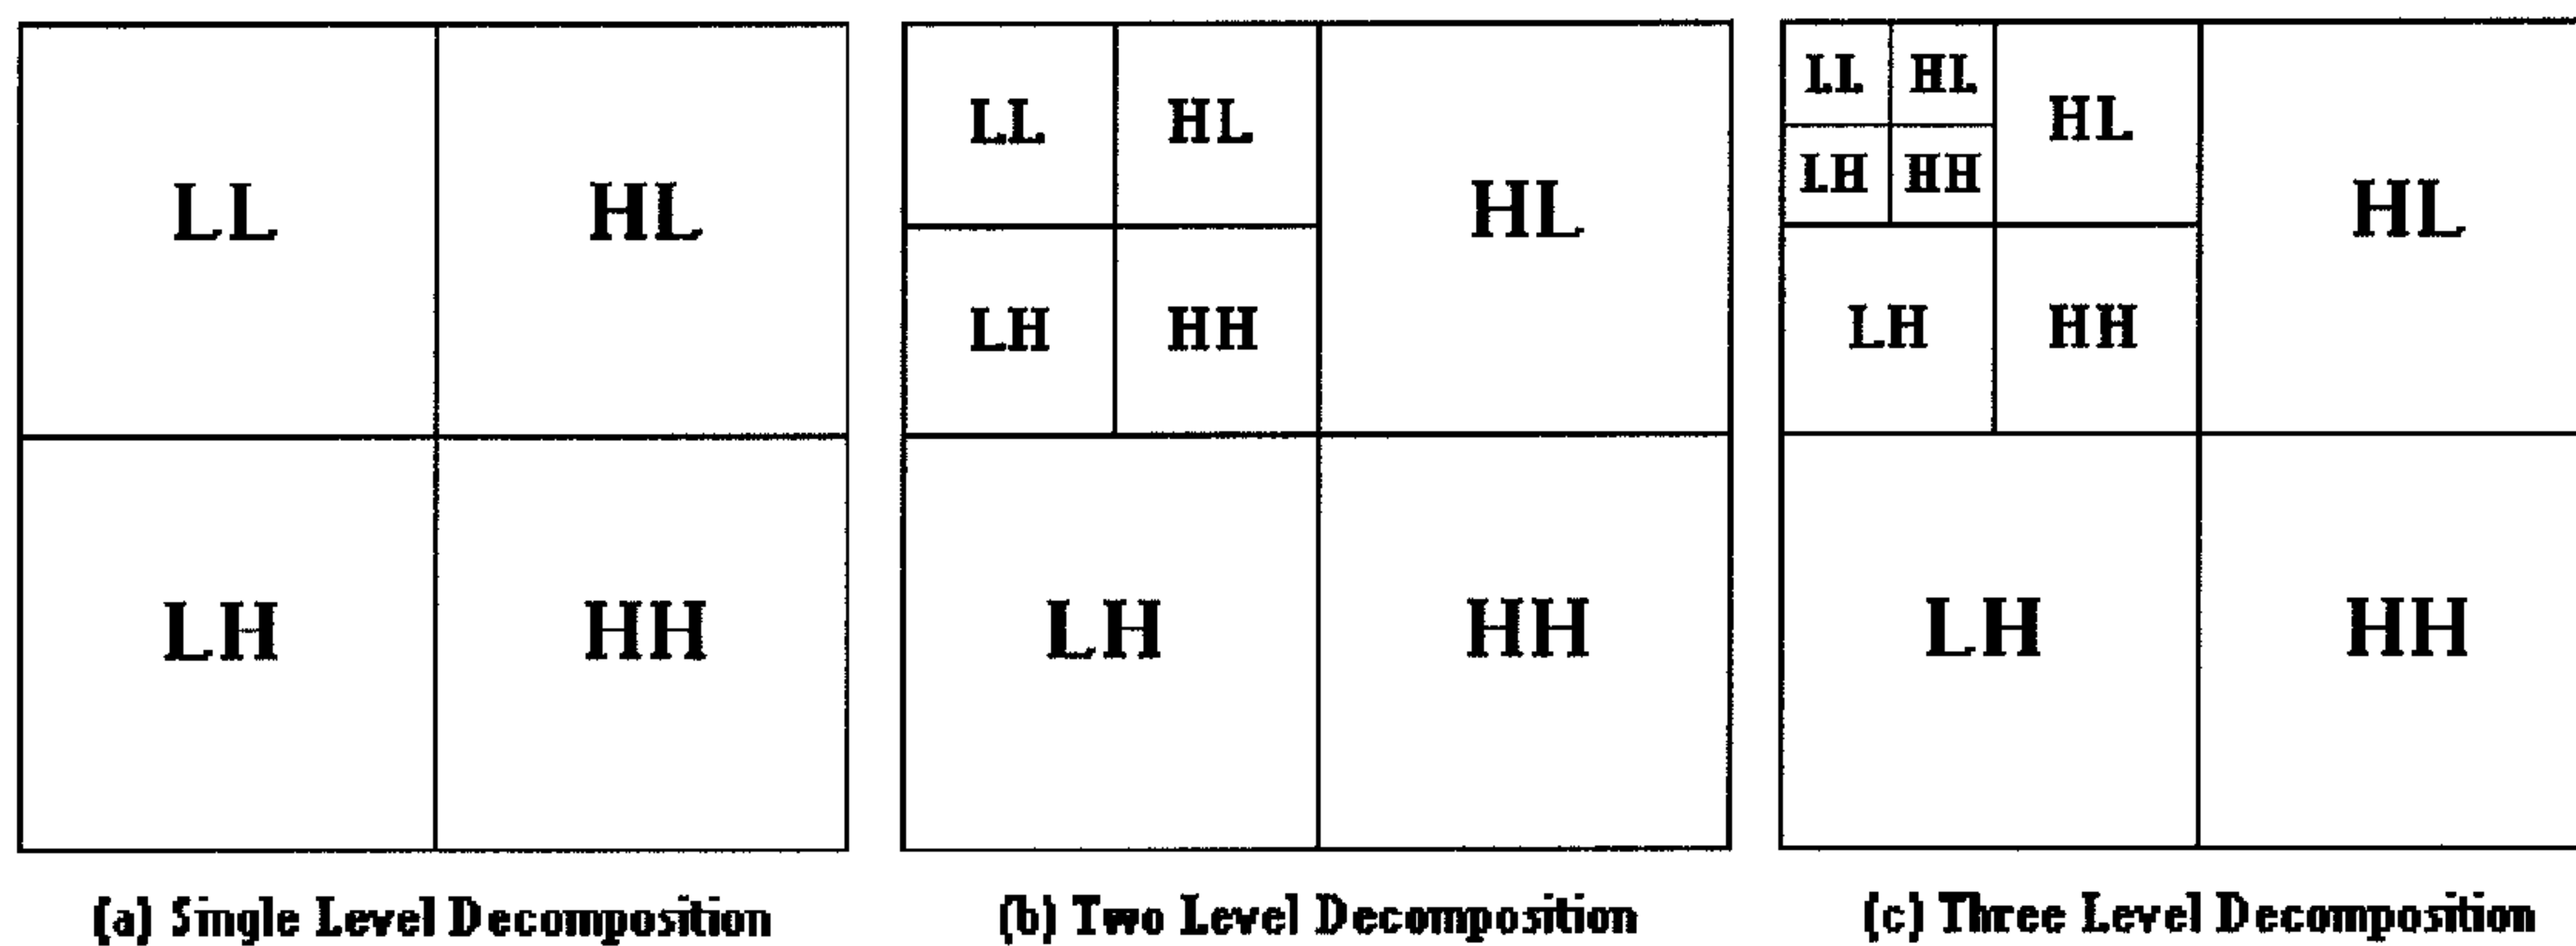 LL HL
LH HH
(a) Single Level Decomposition
LL HL
HL
LH HH
LH HH
(b) Two Level Decomposition
LL HL
HL
LH HH
HL
LH HH
LH HH
(c) Three Level Decomposition